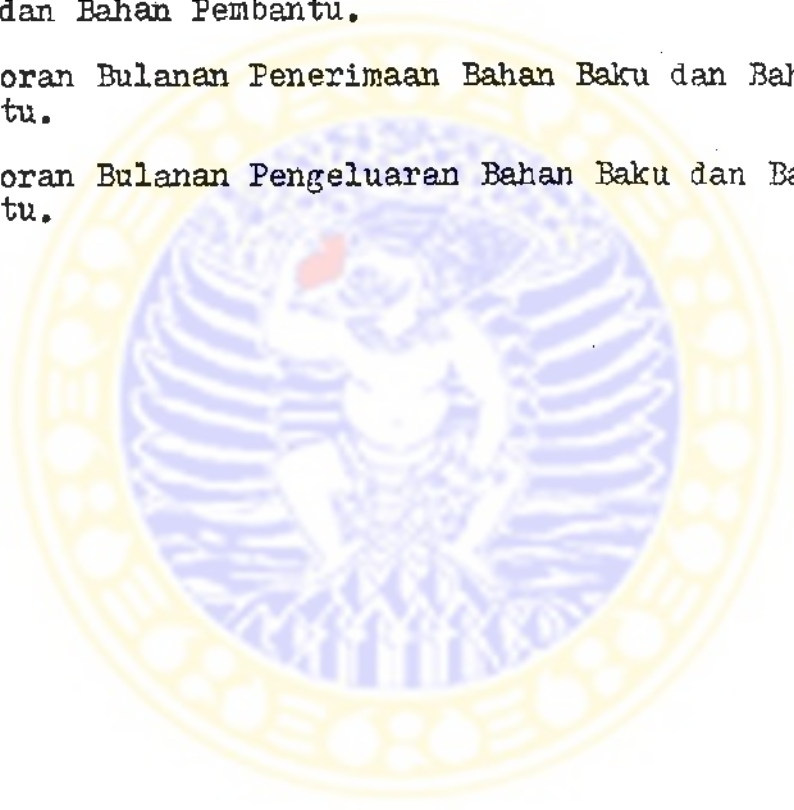 dan Bahan Pembantu.
oran Bulanan Penerimaan Bahan Baku dan Bah
tu.
oran Bulanan Pengeluaran Bahan Baku dan Ba
tu.